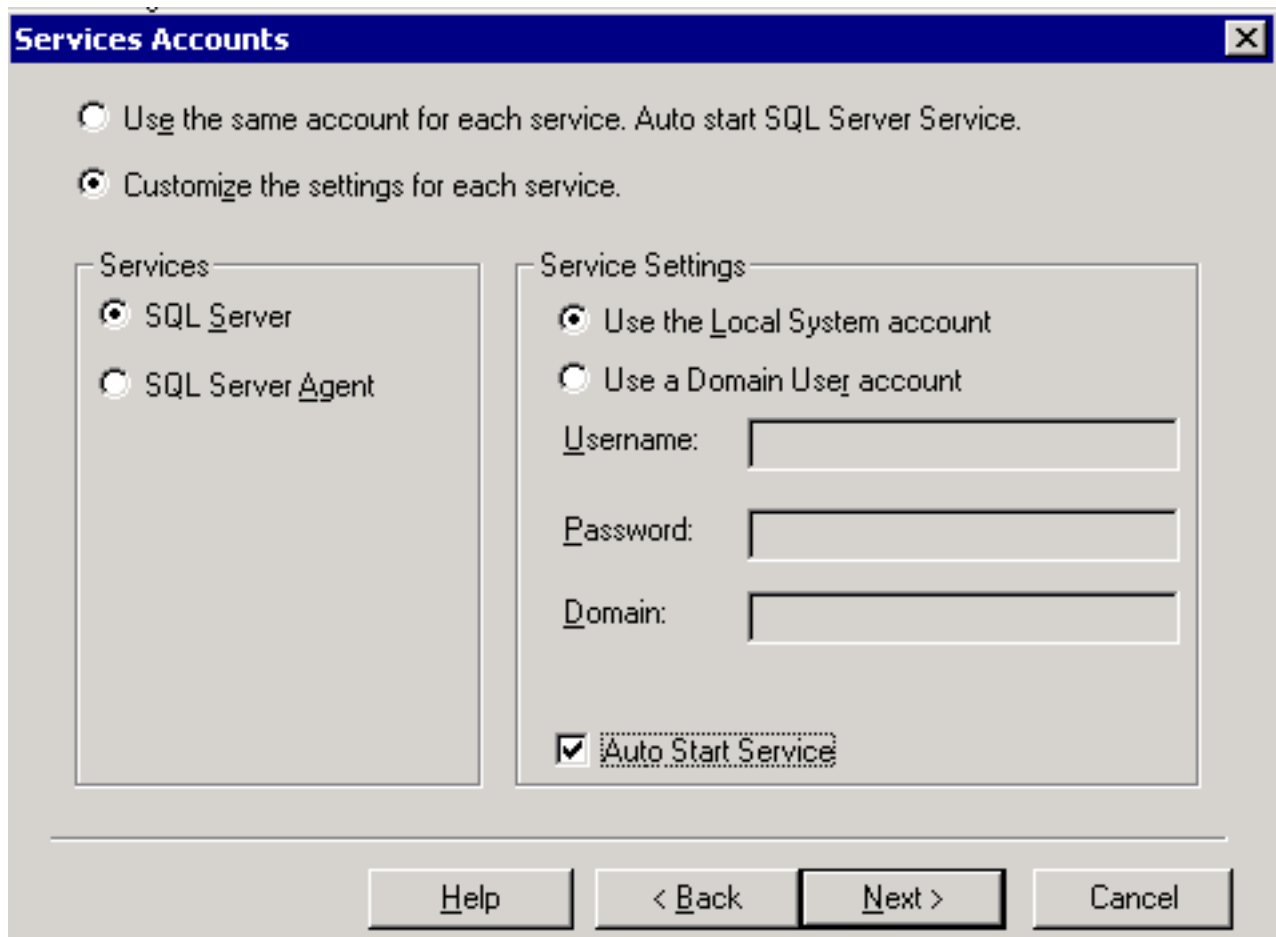 Services Accounts
Use the same account for each service. Auto start SQL Server Service.
Customize the settings for each service.
Services
SQL Server
SQL Server Agent
Service Settings
Use the Local System account
Use a Domain User account
Username:
Password:
Domain:
Auto Start Service
Help
< Back
Next >
Cancel